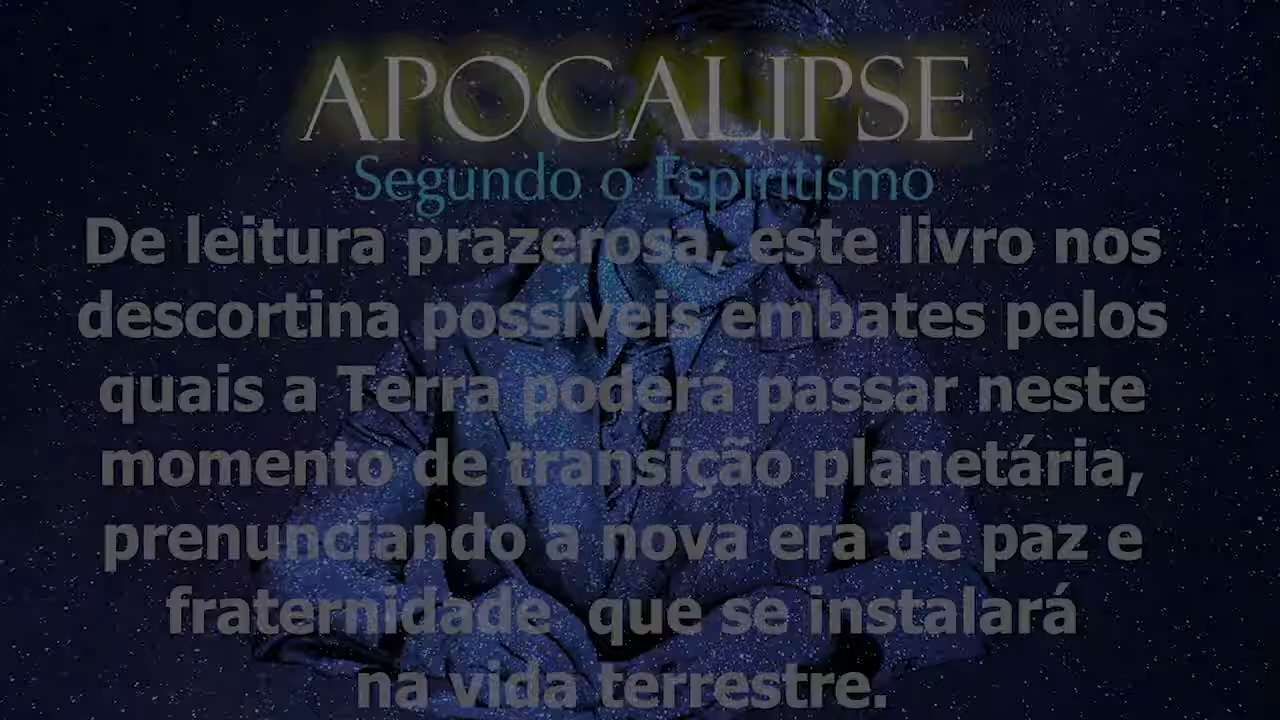 APOCALIPSE
Segundo o Espiritismo
De leitura prazerosa, este livro nos
descortina possíveis embates pelos
quais a Terra poderá passar neste
momento de transição planetária,
prenunciando a nova era de paz e
fraternidade que se instalará
na vida terrestre.